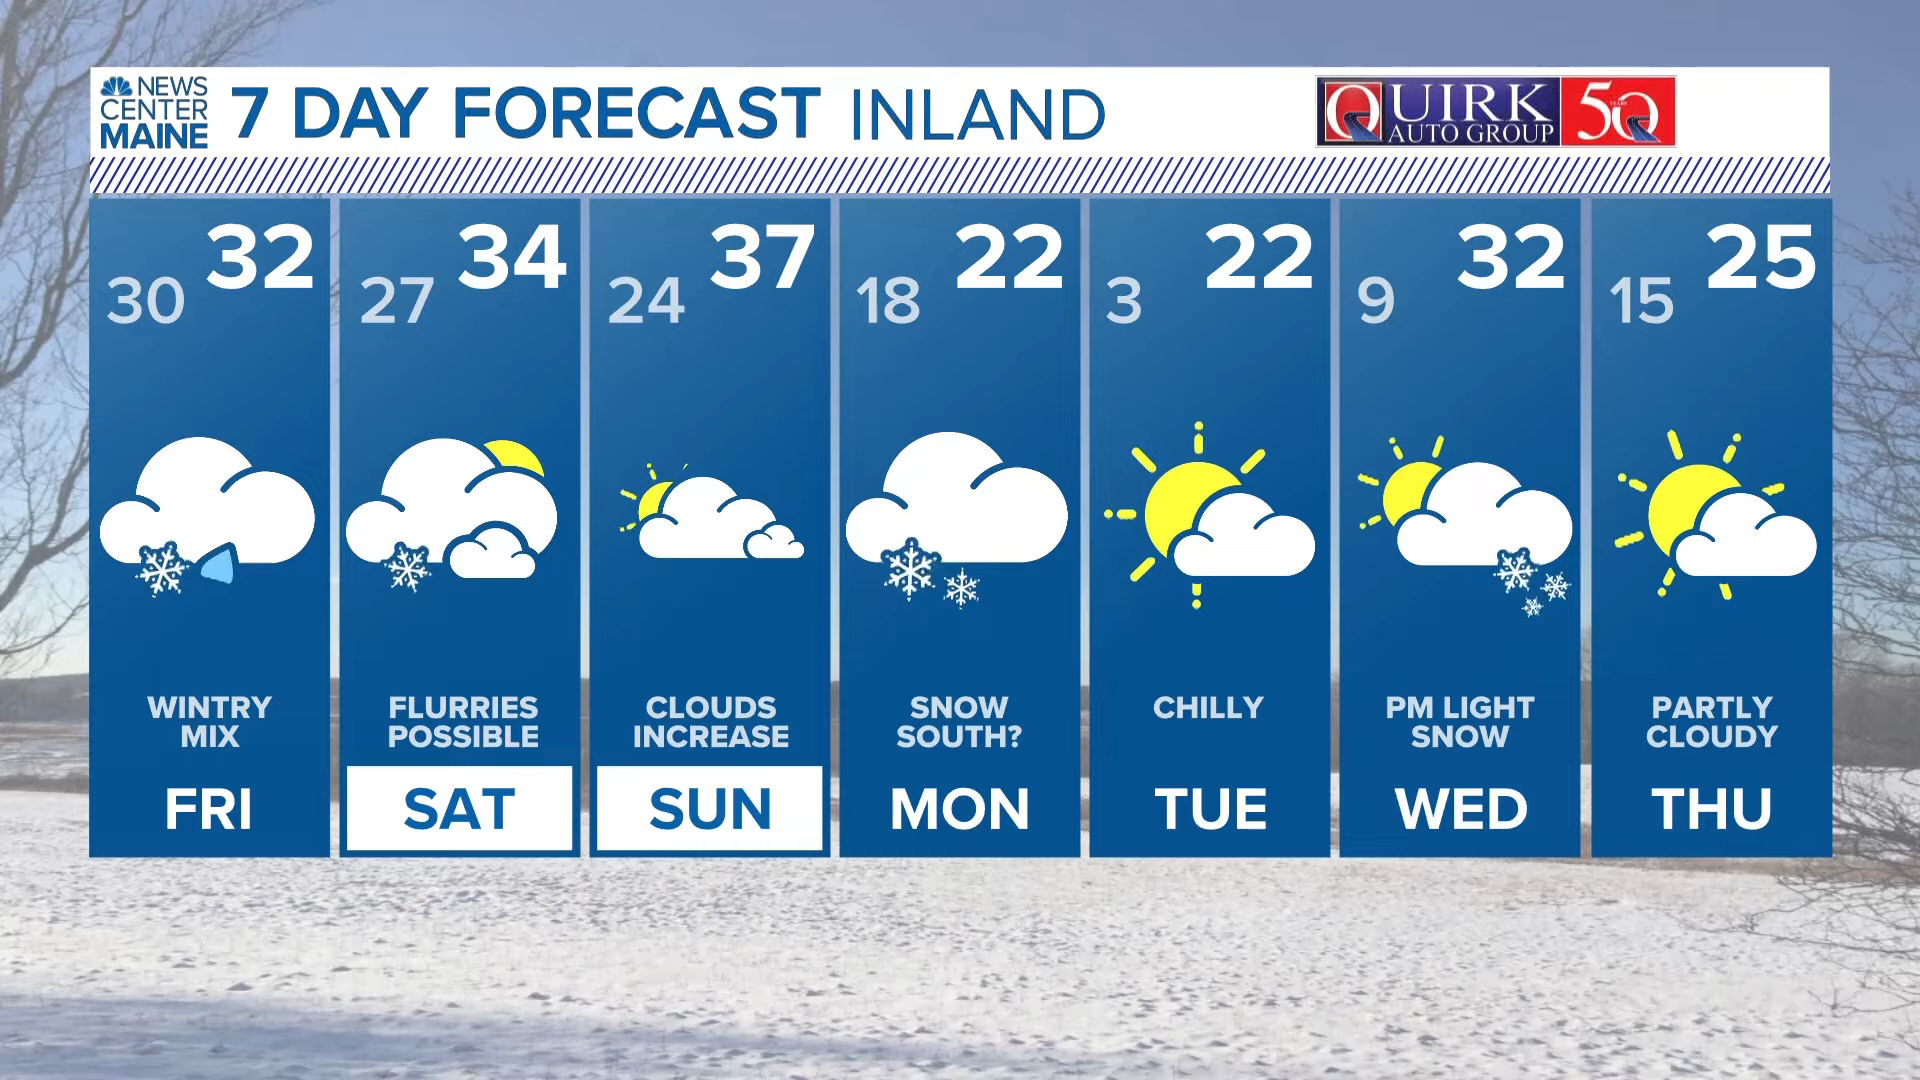 NEWS
CENTER
MAINE
7 DAY FORECAST INLAND
QUIRK
AUTO GROUP
50
YEARS
30 32
27 34
24 37
18 22
3 22
9 32
15 25
WINTRY
MIX
FLURRIES
POSSIBLE
CLOUDS
INCREASE
SNOW
SOUTH?
CHILLY
PM LIGHT
SNOW
PARTLY
CLOUDY
FRI
SAT
SUN
MON
TUE
WED
THU